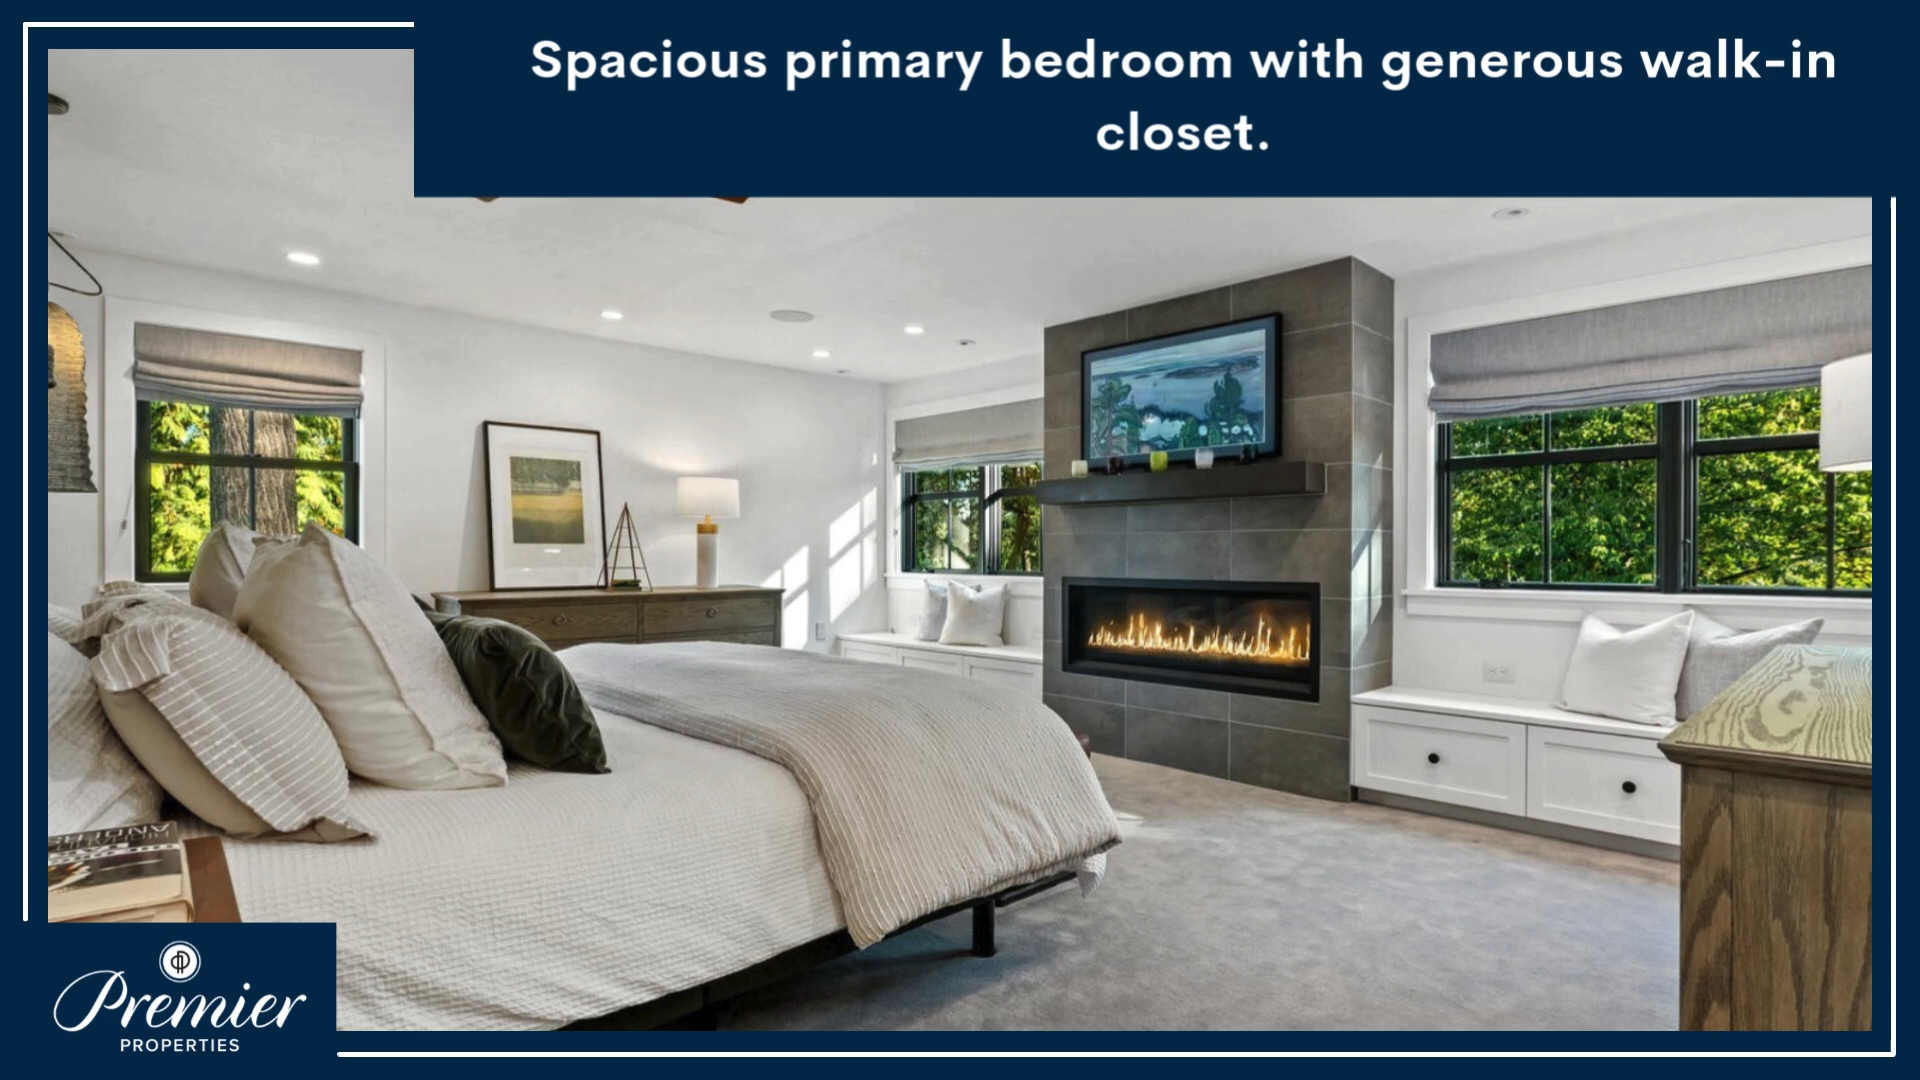 Spacious primary bedroom with generous walk-in
closet.
Premier
PROPERTIES